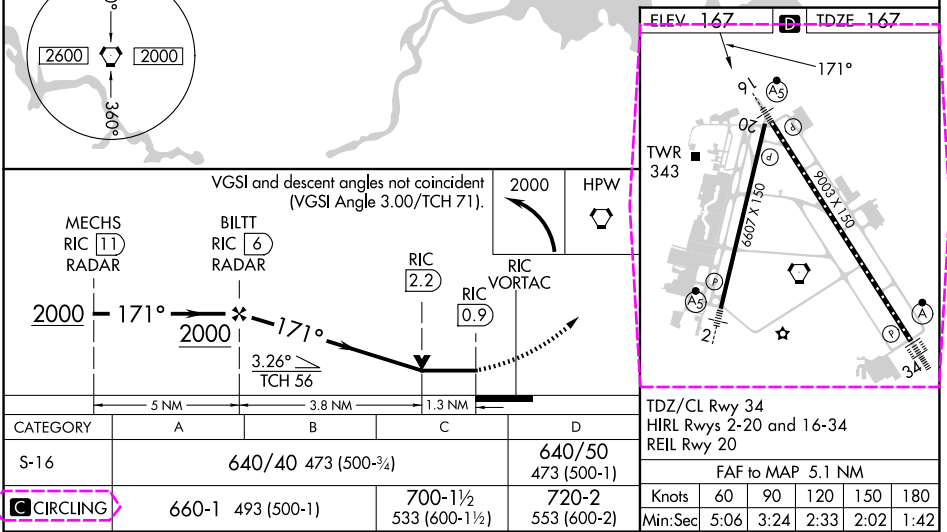 0°
2600
2000
360°
VGSI and descent angles not coincident
(VGSI Angle 3.00/TCH 71).
2000
HPW
MECHS
RIC 11
RADAR
BILTT
RIC 6
RADAR
RIC
2.2
RIC
0.9
RIC
VORTAC
2000
171°
2000
171°
3.26°
TCH 56
5 NM
3.8 NM
1.3 NM
CATEGORY A B C D
S-16 640/40 473 (500-¾) 640/50
473 (500-1)
C CIRCLING 660-1 493 (500-1) 700-1½
533 (600-1½) 720-2
553 (600-2)
ELEV 167 D TDZE 167
171°
16
A5
20
P
P
TWR
343
6607 X 150
9003 X 150
P
A5
2
A
P
34
TDZ/CL Rwy 34
HIRL Rwys 2-20 and 16-34
REIL Rwy 20
FAF to MAP 5.1 NM
Knots 60 90 120 150 180
Min:Sec 5:06 3:24 2:33 2:02 1:42